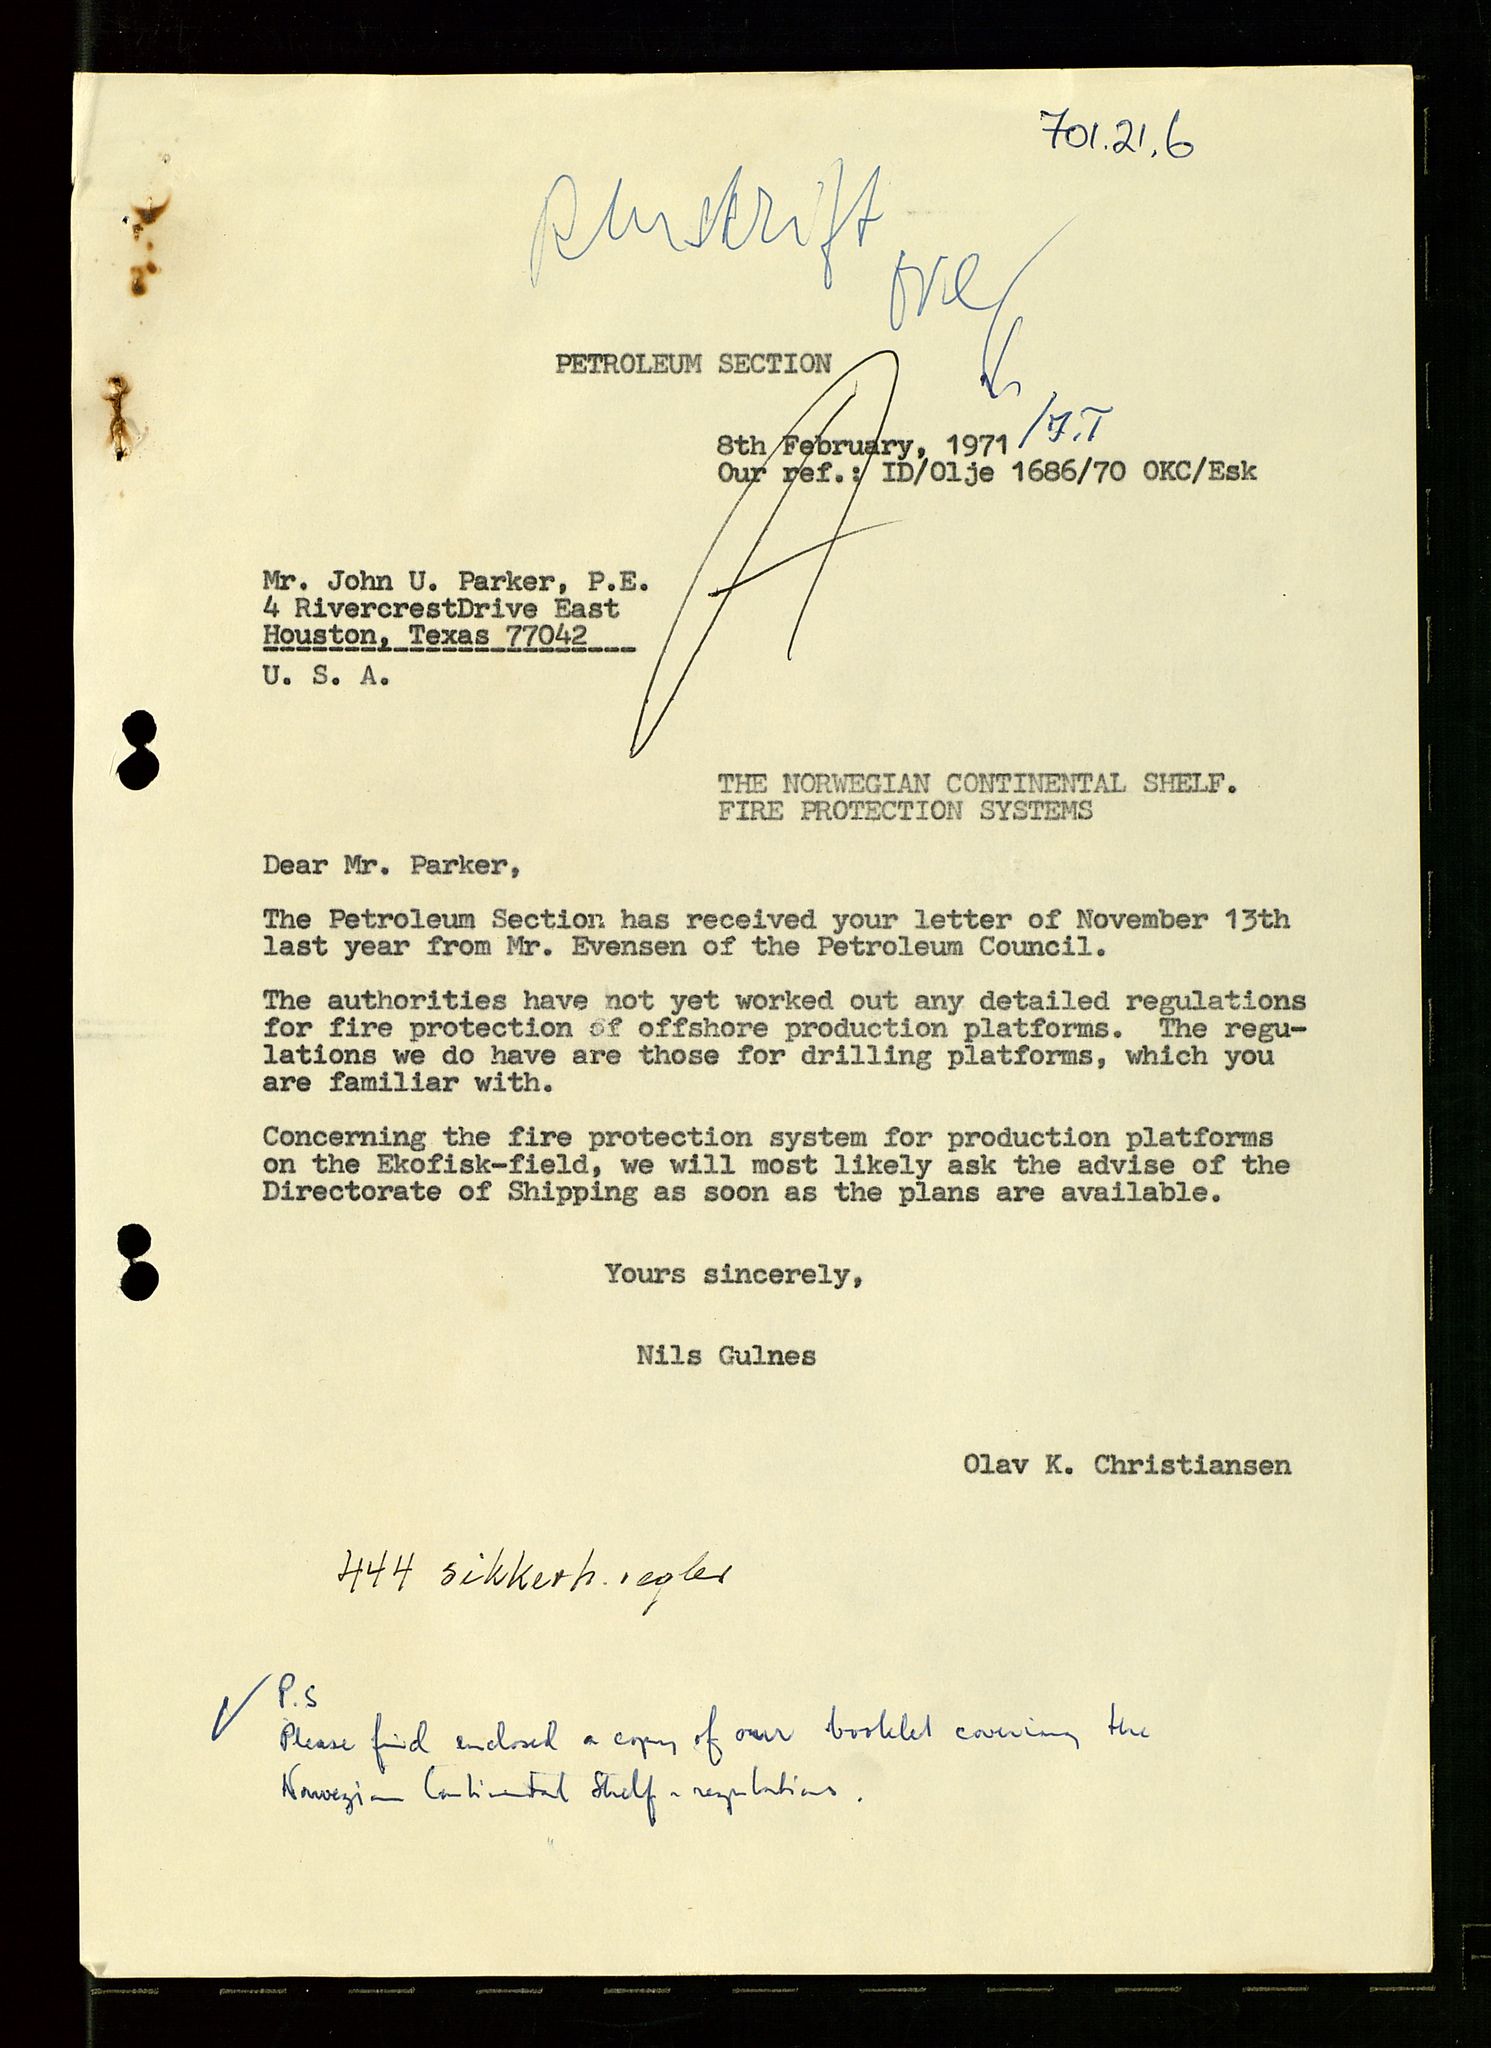 701.21.6
Renskrift
PETROLEUM SECTION
8th February, 1971 /7.T
Our ref.: ID/Olje 1686/70 OKC/Esk
Mr. John U. Parker, P.E.
4 RivercrestDrive East
Houston, Texas 77042
U. S. A.
THE NORWEGIAN CONTINENTAL SHELF.
FIRE PROTECTION SYSTEMS
Dear Mr. Parker,
The Petroleum Section has received your letter of November 13th
last year from Mr. Evensen of the Petroleum Council.
The authorities have not yet worked out any detailed regulations
for fire protection of offshore production platforms. The regu-
lations we do have are those for drilling platforms, which you
are familiar with.
Concerning the fire protection system for production platforms
on the Ekofisk-field, we will most likely ask the advise of the
Directorate of Shipping as soon as the plans are available.
Yours sincerely,
Nils Gulnes
Olav K. Christiansen
444 sikkerh. regler
P.S
Please find enclosed a copy of our booklet covering the
Norwegian Continental Shelf - regulations.